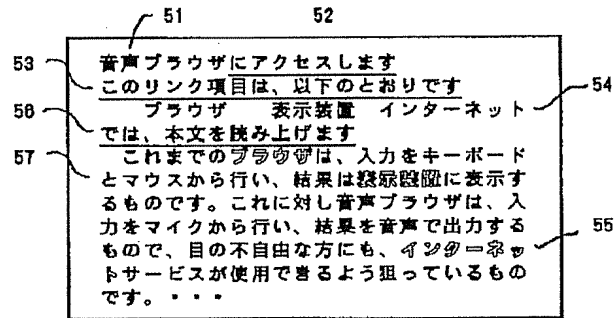 51 52
53 音声ブラウザにアクセスします
このリンク項目は、以下のとおりです
ブラウザ 表示装置 インターネット 54
56 では、本文を読み上げます
57 これまでのブラウザは、入力をキーボード
とマウスから行い、結果は表示装置に表示す
るものです。これに対し音声ブラウザは、入
力をマイクから行い、結果を音声で出力する
もので、目の不自由な方にも、インターネッ 55
トサービスが使用できるよう狙っているもの
です。・・・